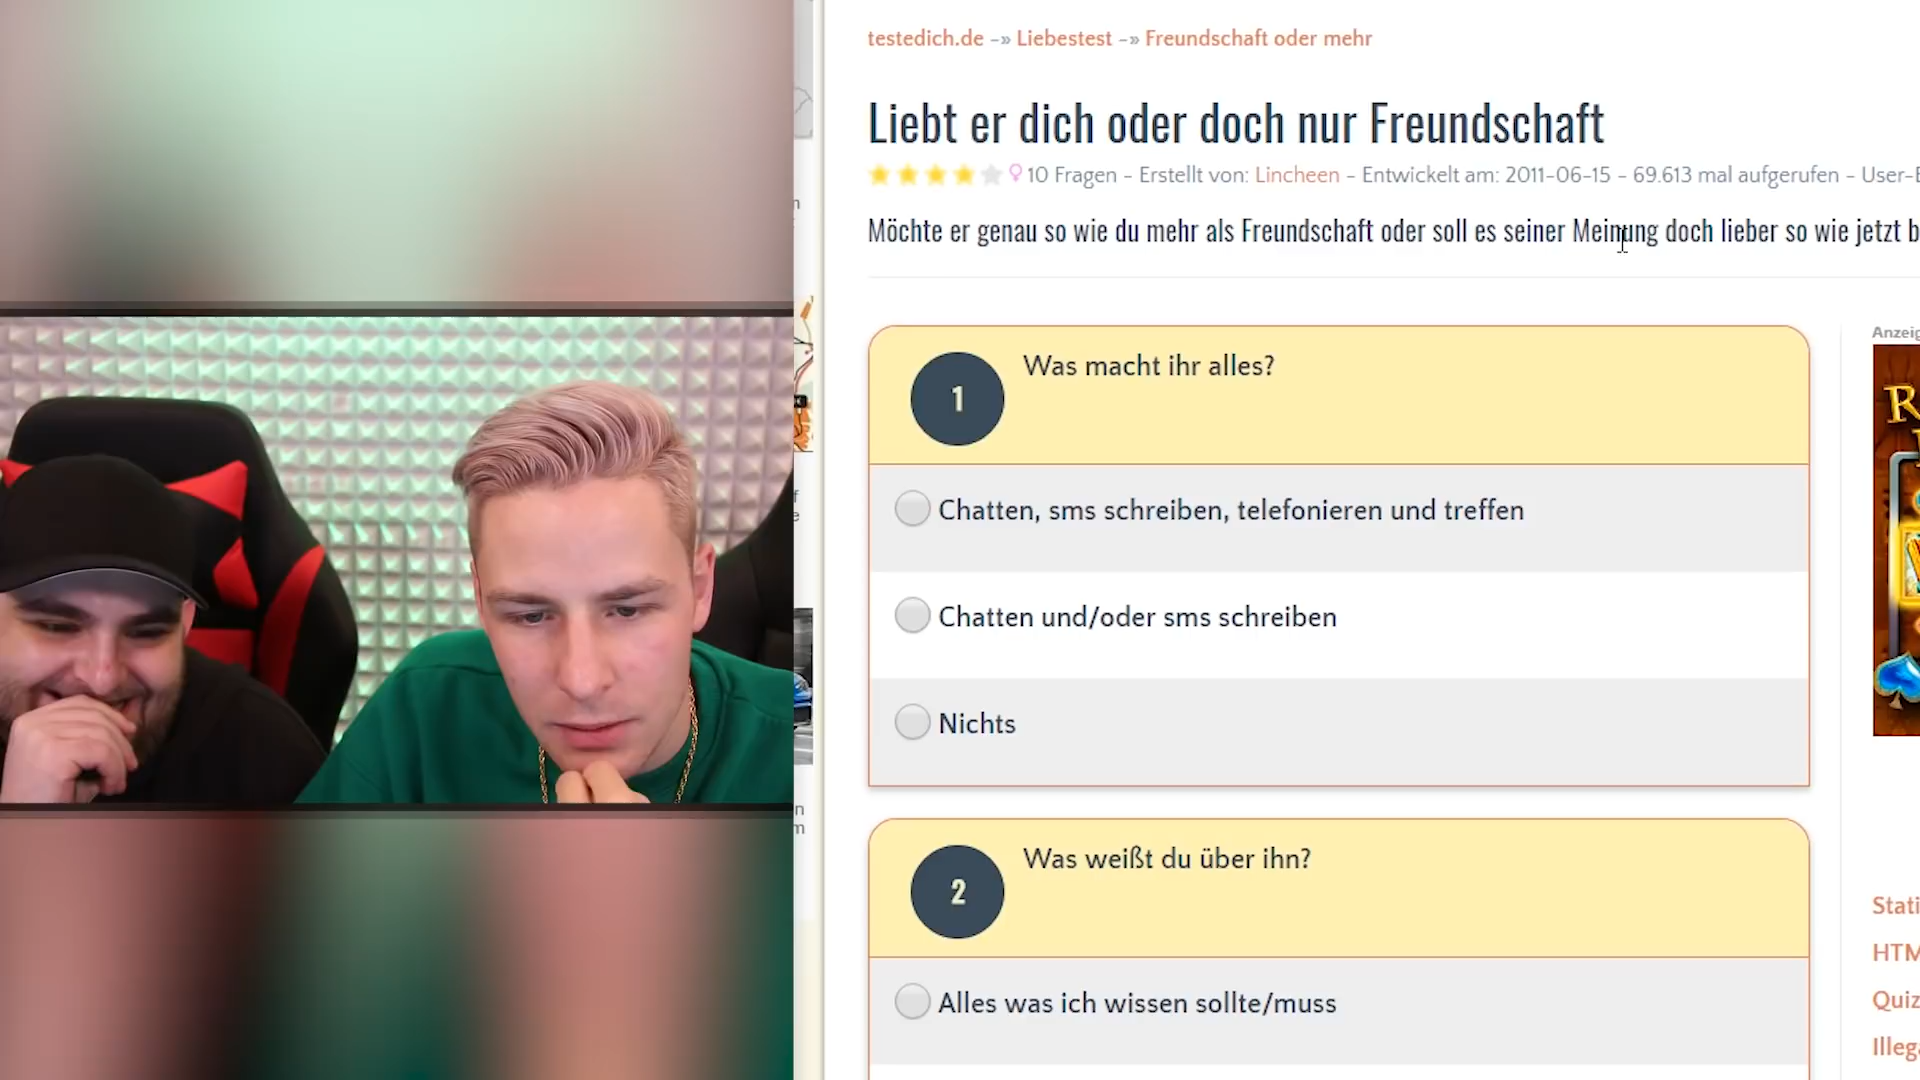 testedich.de -» Liebestest -» Freundschaft oder mehr
Liebt er dich oder doch nur Freundschaft
10 Fragen - Erstellt von: Lincheen - Entwickelt am: 2011-06-15 - 69.613 mal aufgerufen - User-
Möchte er genau so wie du mehr als Freundschaft oder soll es seiner Meinung doch lieber so wie jetzt b
Anzeig
1
Was macht ihr alles?
Chatten, sms schreiben, telefonieren und treffen
Chatten und/oder sms schreiben
Nichts
2
Was weißt du über ihn?
Alles was ich wissen sollte/muss
Stati
HTM
Quiz
Illega